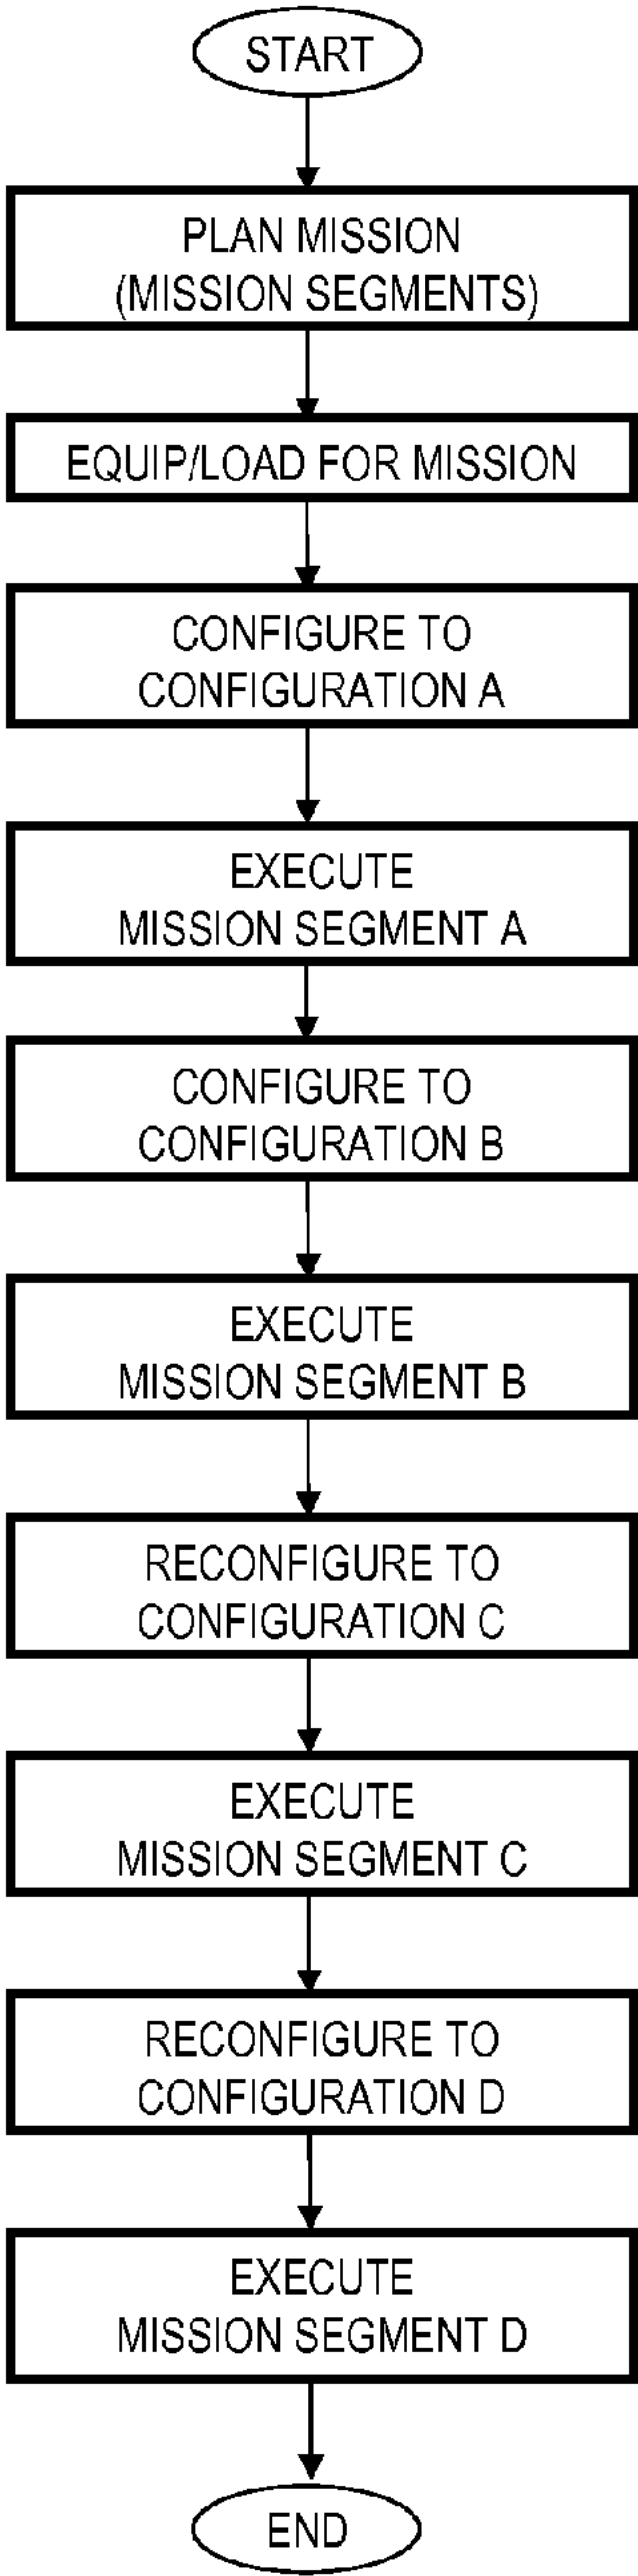 START
PLAN MISSION
(MISSION SEGMENTS)
EQUIP/LOAD FOR MISSION
CONFIGURE TO
CONFIGURATION A
EXECUTE
MISSION SEGMENT A
CONFIGURE TO
CONFIGURATION B
EXECUTE
MISSION SEGMENT B
RECONFIGURE TO
CONFIGURATION C
EXECUTE
MISSION SEGMENT C
RECONFIGURE TO
CONFIGURATION D
EXECUTE
MISSION SEGMENT D
END